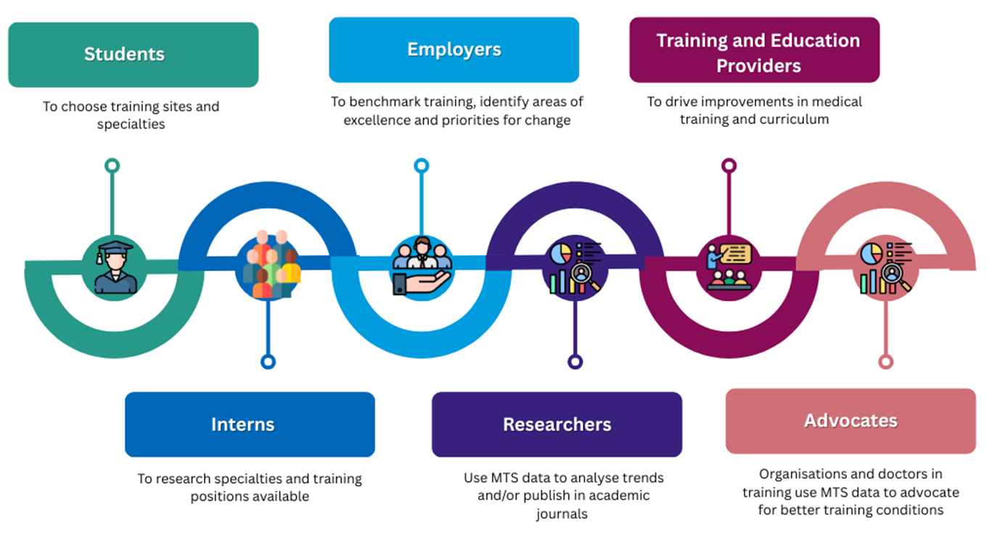 Students
To choose training sites and
specialties
Employers
To benchmark training, identify areas of
excellence and priorities for change
Training and Education
Providers
To drive improvements in medical
training and curriculum
Interns
To research specialties and training
positions available
Researchers
Use MTS data to analyse trends
and/or publish in academic
journals
Advocates
Organisations and doctors in
training use MTS data to advocate
for better training conditions